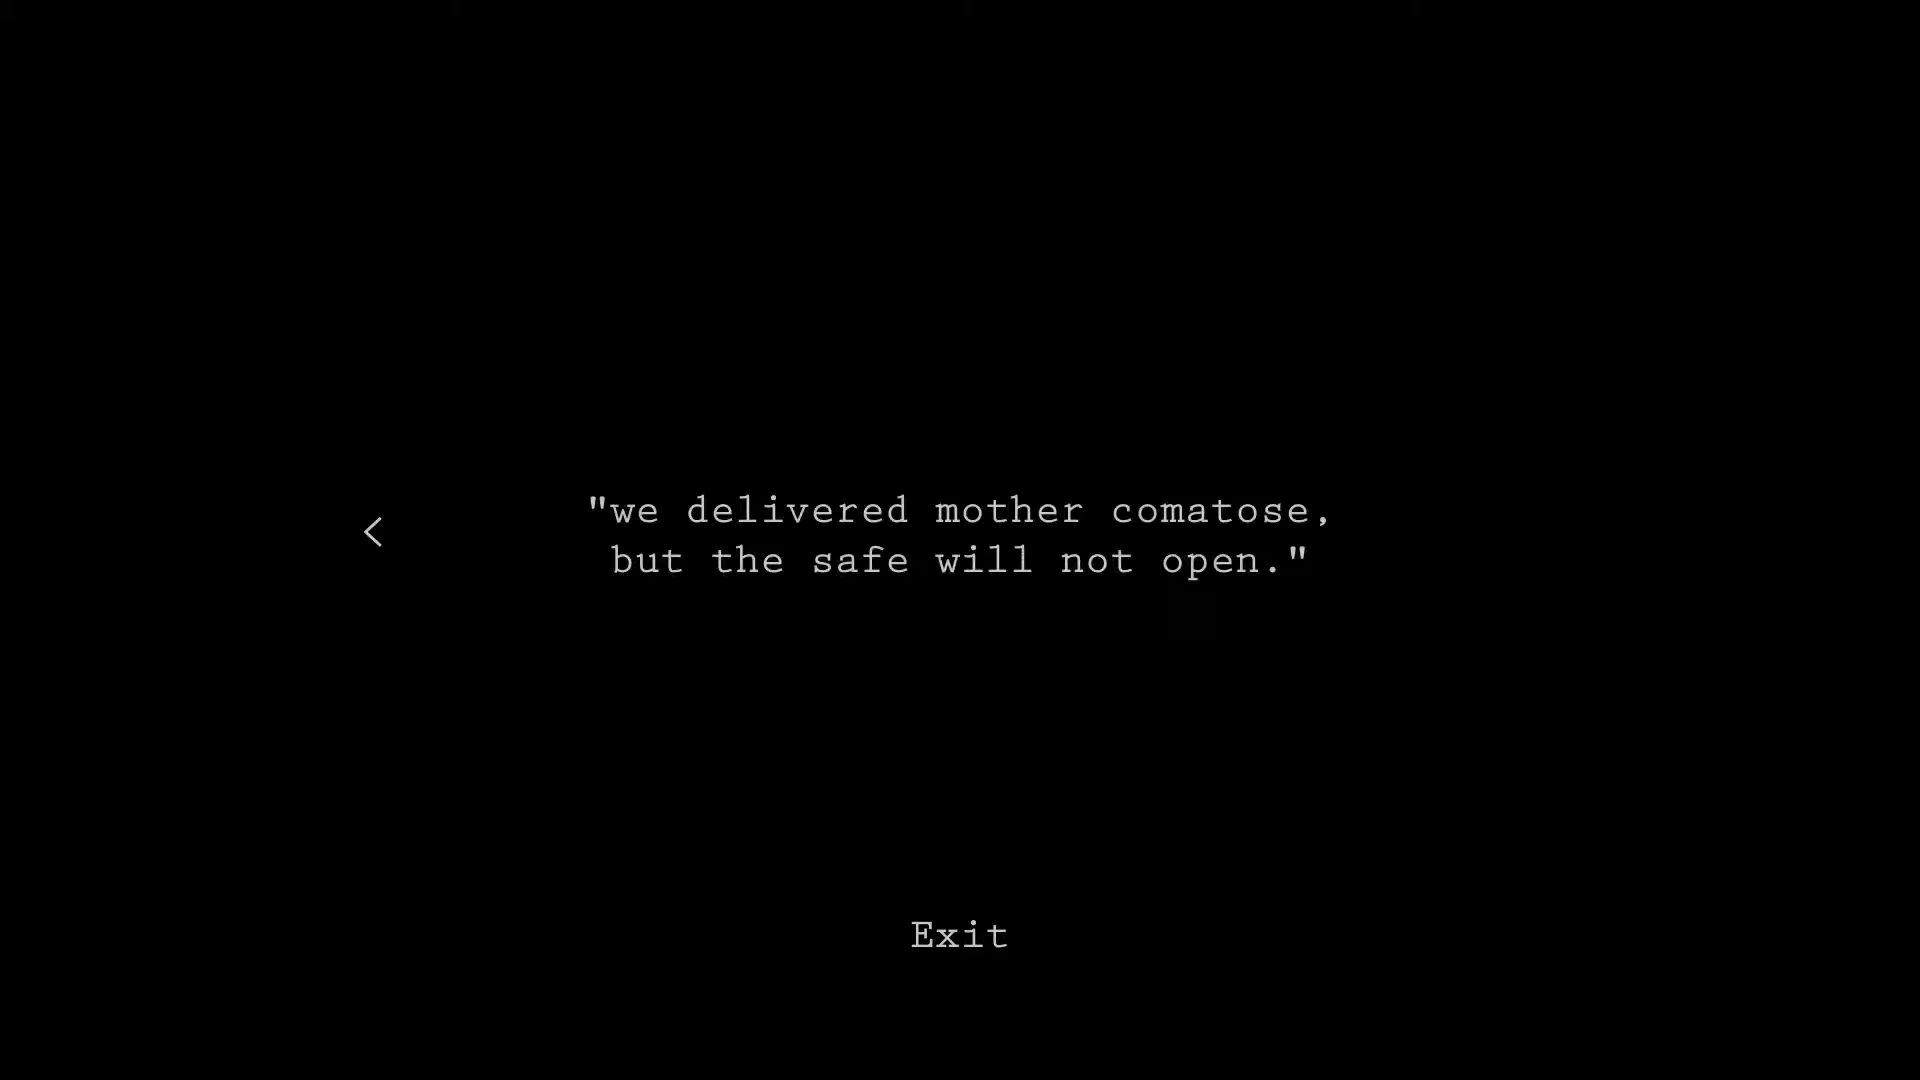 "we delivered mother comatose,
but the safe will not open."
<
Exit